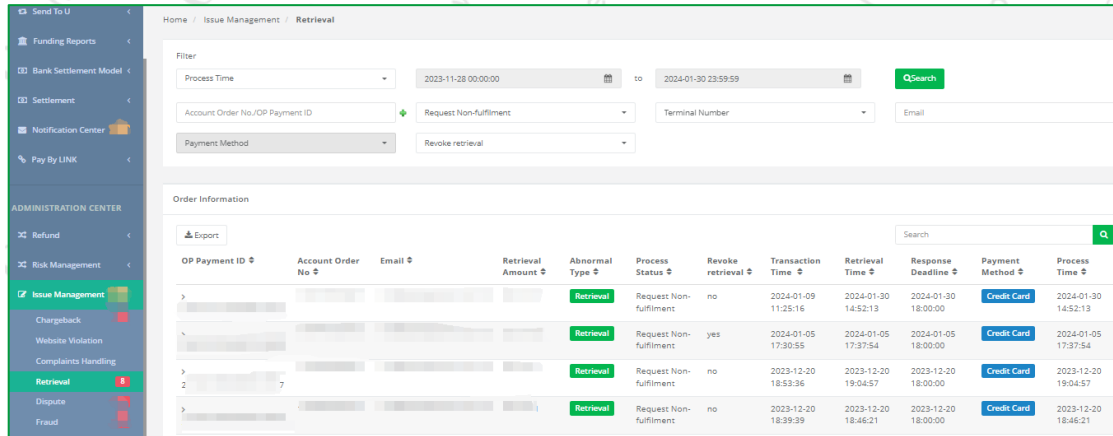 Send To U
Funding Reports
Bank Settlement Model
Settlement
Notification Center
Pay By LINK
ADMINISTRATION CENTER
Refund
Risk Management
Issue Management
Chargeback
Website Violation
Complaints Handling
Retrieval 8
Dispute
Fraud
Home / Issue Management / Retrieval
Filter
Process Time 2023-11-28 00:00:00 to 2024-01-30 23:59:59 Search
Account Order No./OP Payment ID Request Non-fulfilment Terminal Number Email
Payment Method Revoke retrieval
Order Information
Export Search
OP Payment ID Account Order No Email Retrieval Amount Abnormal Type Process Status Revoke retrieval Transaction Time Retrieval Time Response Deadline Payment Method Process Time
Retrieval Request Non-fulfilment no 2024-01-09 11:25:16 2024-01-30 14:52:13 2024-01-30 18:00:00 Credit Card 2024-01-30 14:52:13
Retrieval Request Non-fulfilment yes 2024-01-05 17:30:55 2024-01-05 17:37:54 2024-01-05 18:00:00 Credit Card 2024-01-05 17:37:54
2 7 Retrieval Request Non-fulfilment no 2023-12-20 18:53:36 2023-12-20 19:04:57 2023-12-20 18:00:00 Credit Card 2023-12-20 19:04:57
Retrieval Request Non-fulfilment no 2023-12-20 18:39:39 2023-12-20 18:46:21 2023-12-20 18:00:00 Credit Card 2023-12-20 18:46:21